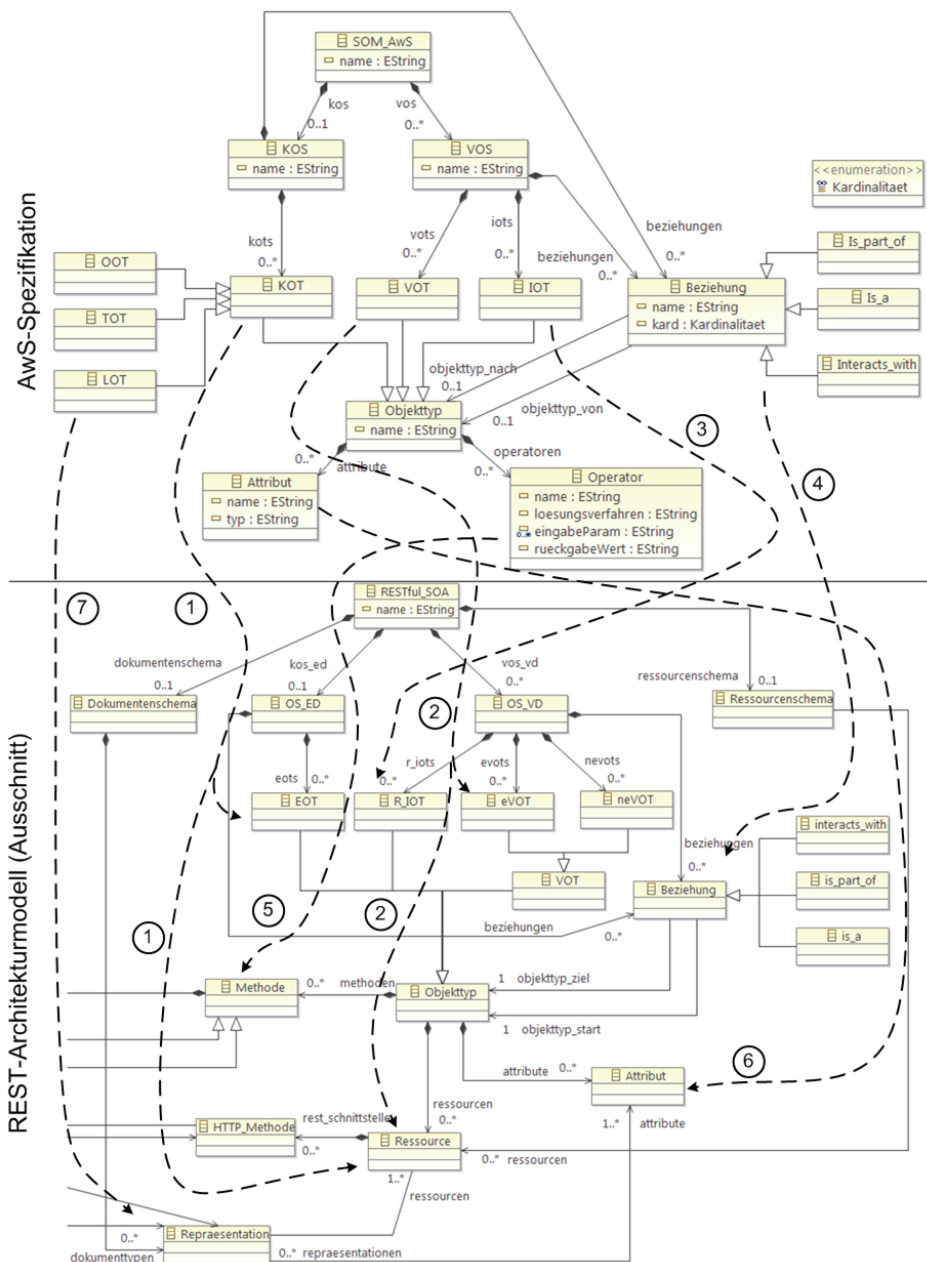 SOM_AwS
name : EString
kos
vos
0..1
0..*
KOS
name : EString
VOS
name : EString
<<enumeration>>
Kardinalitaet
AwS-Spezifikation
kots
0..*
vots
0..*
iots
0..*
beziehungen
0..*
beziehungen
0..*
OOT
TOT
LOT
KOT
VOT
IOT
Beziehung
name : EString
kard : Kardinalitaet
Is_part_of
Is_a
Interacts_with
objekttyp_nach
0..1
objekttyp_von
0..1
Objekttyp
name : EString
3
4
attribute
0..*
operatoren
0..*
Attribut
name : EString
typ : EString
Operator
name : EString
loesungsverfahren : EString
0..*
eingabeParam : EString
rueckgabeWert : EString
7
1
RESTful_SOA
name : EString
REST-Architekturmodell (Ausschnitt)
dokumentenschema
0..1
kos_ed
0..1
vos_vd
0..*
ressourcenschema
0..1
Dokumentenschema
OS_ED
OS_VD
Ressourcenschema
2
eots
0..*
r_iots
0..*
evots
0..*
nevots
0..*
EOT
R_IOT
eVOT
neVOT
VOT
beziehungen
0..*
Beziehung
interacts_with
is_part_of
is_a
1
5
2
beziehungen
0..*
Methode
0..*
methoden
Objekttyp
1
objekttyp_ziel
1
objekttyp_start
6
attribute
0..*
Attribut
1..*
attribute
ressourcen
0..*
HTTP_Methode
rest_schnittstelle
0..*
Ressource
1..*
ressourcen
0..*
ressourcen
Repraesentation
0..*
dokumenttypen
0..*
repraesentationen